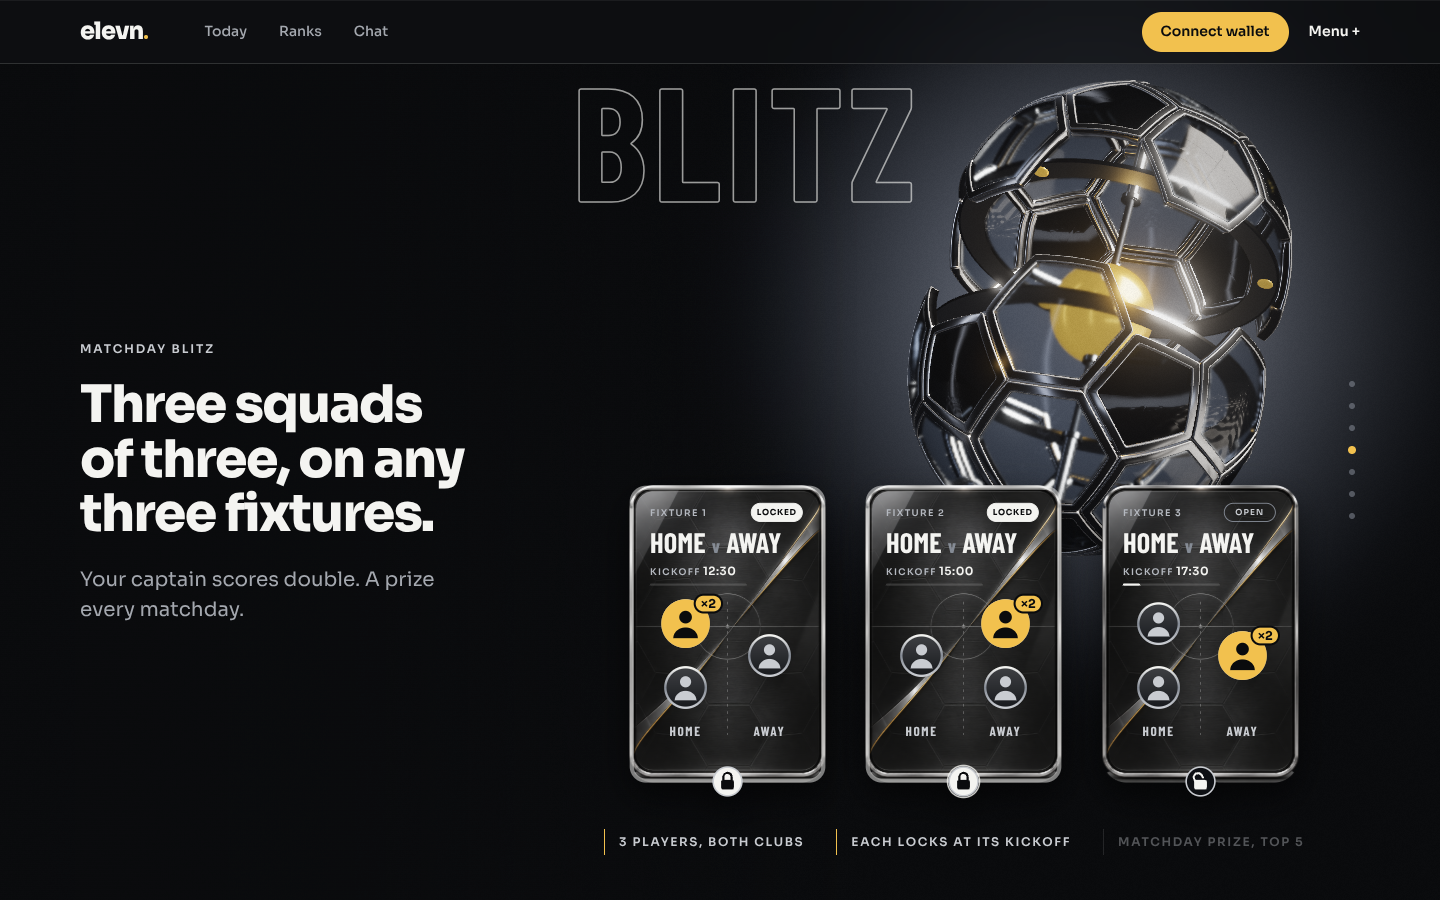 elevn.
Today
Ranks
Chat
Connect wallet
Menu +
BLITZ
MATCHDAY BLITZ
Three squads
of three, on any
three fixtures.
Your captain scores double. A prize
every matchday.
FIXTURE 1
LOCKED
HOME v AWAY
KICKOFF 12:30
×2
HOME
AWAY
FIXTURE 2
LOCKED
HOME v AWAY
KICKOFF 15:00
×2
HOME
AWAY
FIXTURE 3
OPEN
HOME v AWAY
KICKOFF 17:30
×2
HOME
AWAY
3 PLAYERS, BOTH CLUBS
EACH LOCKS AT ITS KICKOFF
MATCHDAY PRIZE, TOP 5